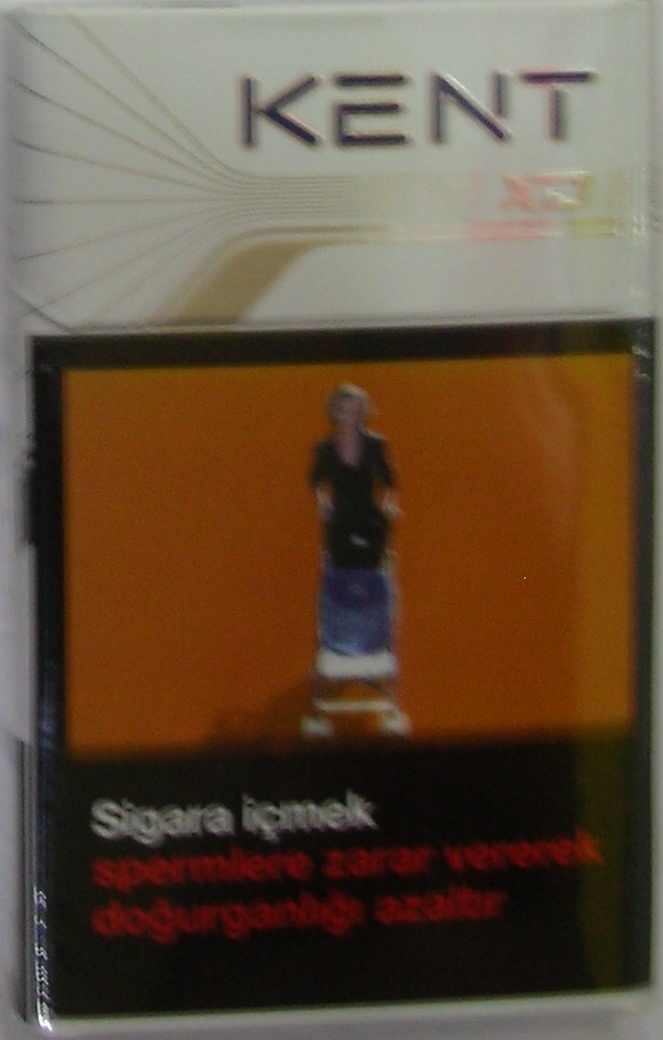 KENT
Sigara içmek
spermlere zarar vererek
doğurganlığı azaltır